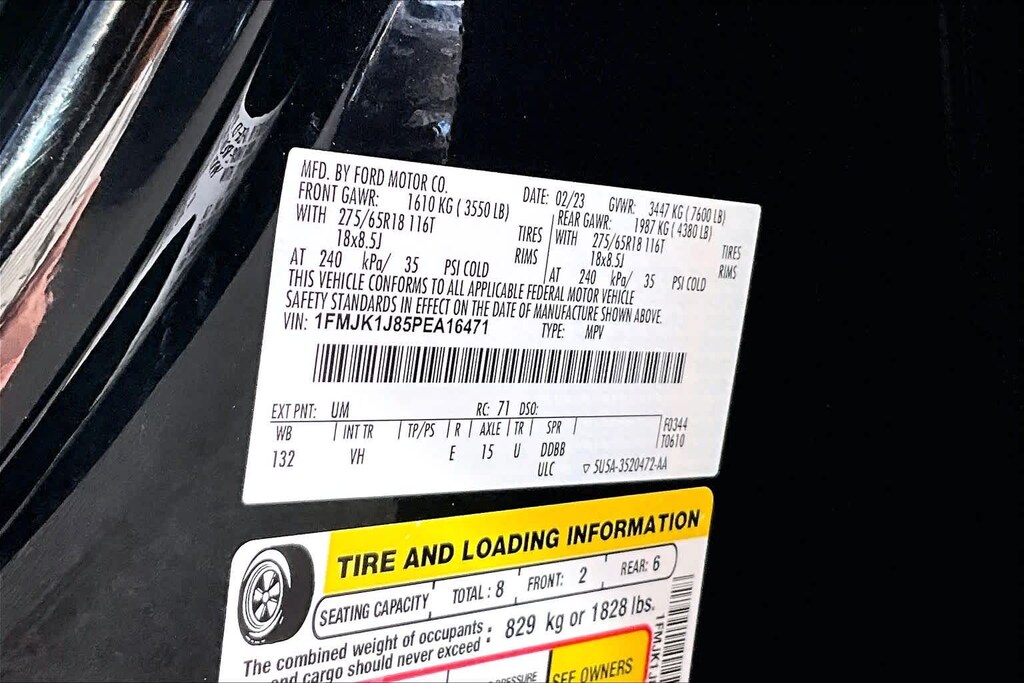 MFD. BY FORD MOTOR CO.
DATE: 02/23 GVWR: 3447 KG ( 7600 LB)
FRONT GAWR: 1610 KG ( 3550 LB)
REAR GAWR: 1987 KG ( 4380 LB)
WITH 275/65R18 116T TIRES
WITH 275/65R18 116T TIRES
18x8.5J RIMS
18x8.5J RIMS
AT 240 kPa/ 35 PSI COLD
AT 240 kPa/ 35 PSI COLD
THIS VEHICLE CONFORMS TO ALL APPLICABLE FEDERAL MOTOR VEHICLE
SAFETY STANDARDS IN EFFECT ON THE DATE OF MANUFACTURE SHOWN ABOVE.
VIN: 1FMJK1J85PEA16471 TYPE: MPV
EXT PNT: UM RC: 71 DSO:
WB INT TR TP/PS R AXLE TR SPR F0344
T0610
132 VH E 15 U DDBB
ULC 5U5A-3520472-AA
TIRE AND LOADING INFORMATION
SEATING CAPACITY TOTAL : 8 FRONT: 2 REAR: 6
The combined weight of occupants
and cargo should never exceed : 829 kg or 1828 lbs.
SEE OWNERS
1FMJK1J8